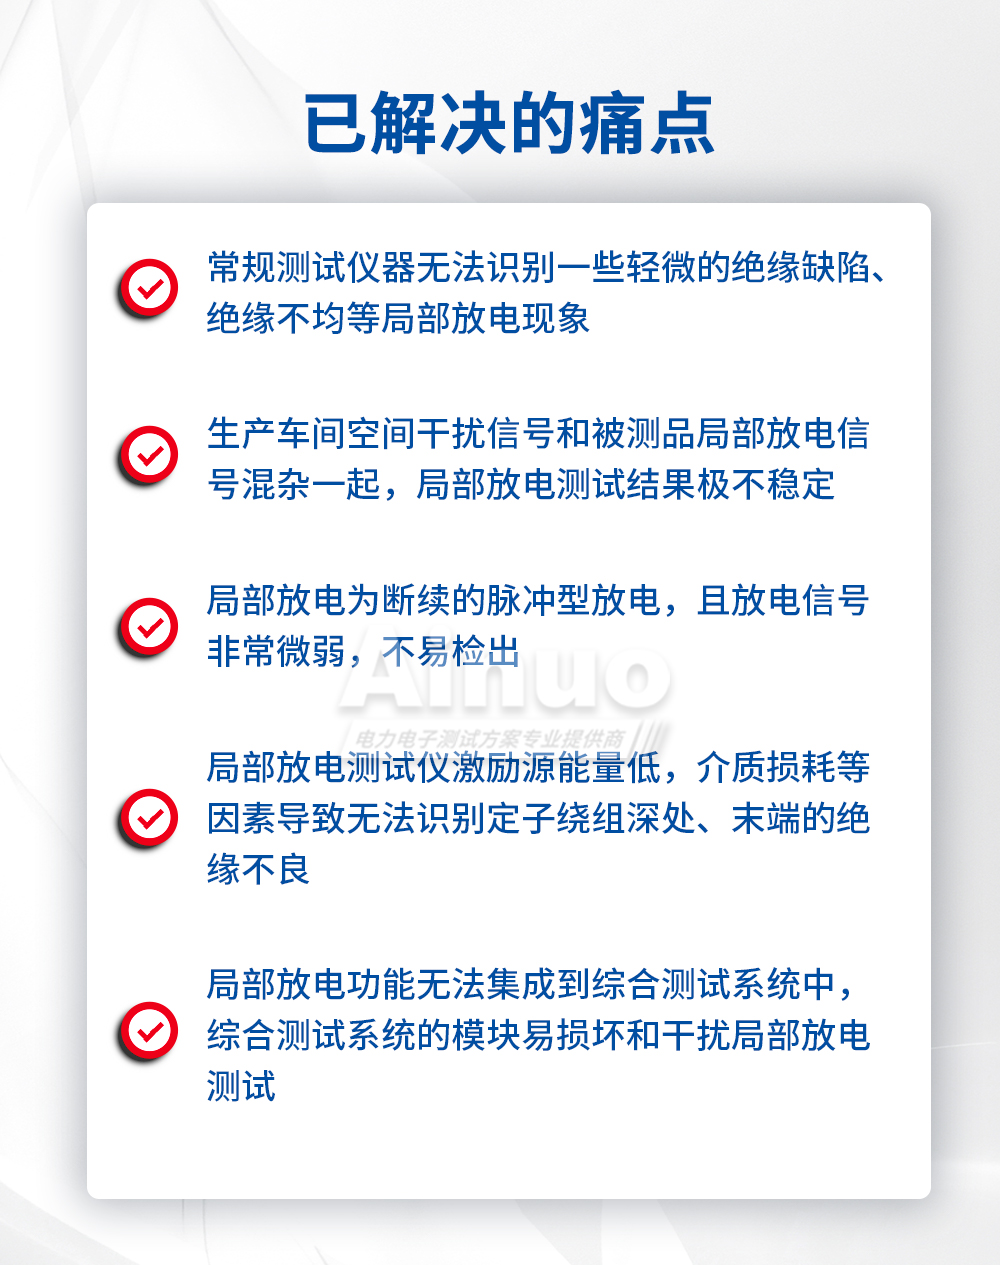 已解决的痛点
常规测试仪器无法识别一些轻微的绝缘缺陷、
绝缘不均等局部放电现象
生产车间空间干扰信号和被测品局部放电信
号混杂一起，局部放电测试结果极不稳定
局部放电为断续的脉冲型放电，且放电信号
非常微弱，不易检出
Ainuo
电力电子测试方案专业提供商
局部放电测试仪激励源能量低，介质损耗等
因素导致无法识别定子绕组深处、末端的绝
缘不良
局部放电功能无法集成到综合测试系统中，
综合测试系统的模块易损坏和干扰局部放电
测试